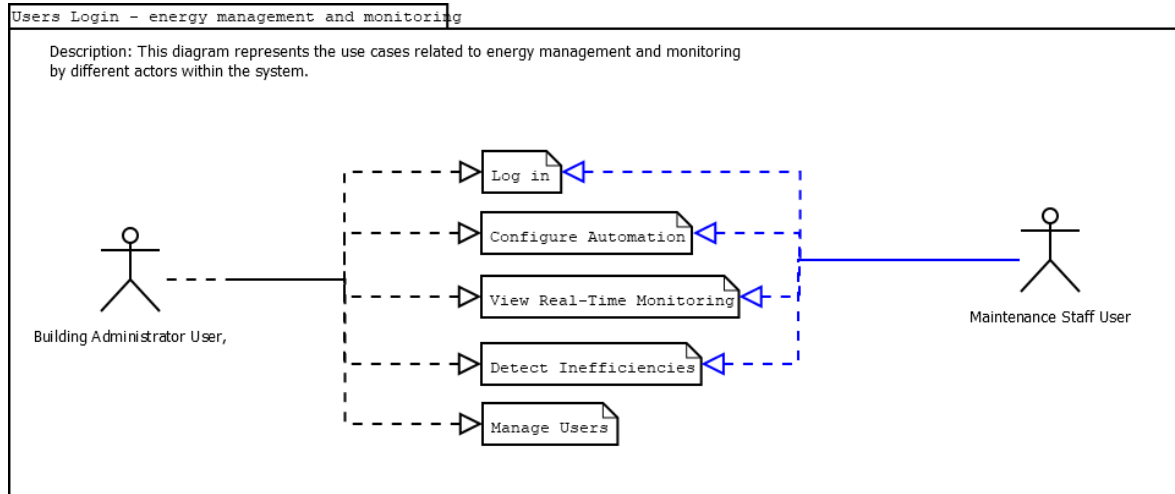 Users Login - energy management and monitoring
Description: This diagram represents the use cases related to energy management and monitoring
by different actors within the system.
Log in
Configure Automation
View Real-Time Monitoring
Detect Inefficiencies
Manage Users
Building Administrator User,
Maintenance Staff User